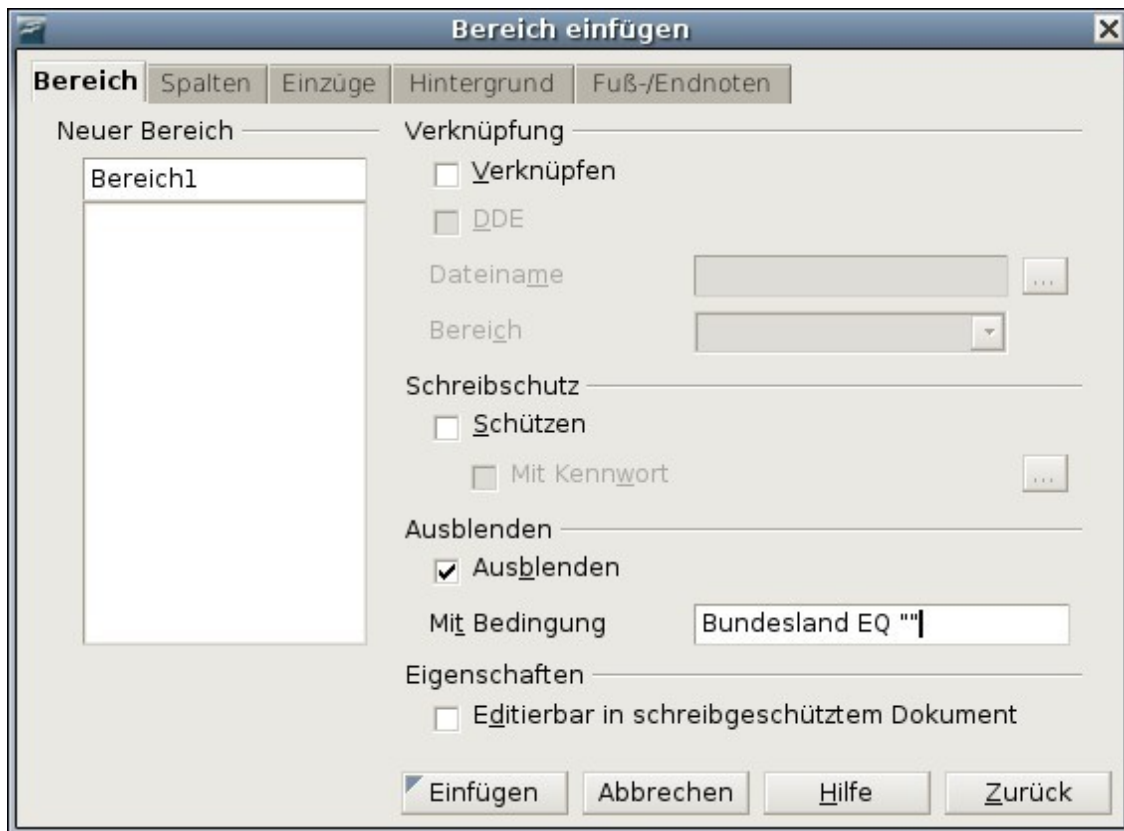 Bereich einfügen
Bereich Spalten Einzüge Hintergrund Fuß-/Endnoten
Neuer Bereich
Bereich1
Verknüpfung
Verknüpfen
DDE
Dateiname ...
Bereich
Schreibschutz
Schützen
Mit Kennwort ...
Ausblenden
Ausblenden
Mit Bedingung Bundesland EQ ""
Eigenschaften
Editierbar in schreibgeschütztem Dokument
Einfügen Abbrechen Hilfe Zurück